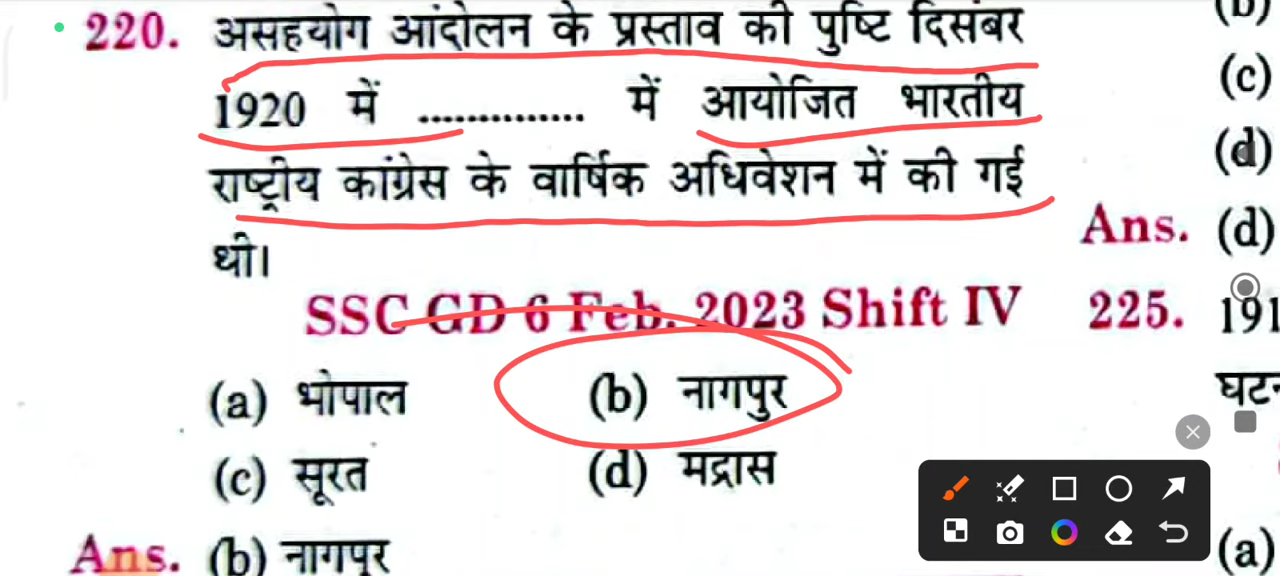 220. असहयोग आंदोलन के प्रस्ताव की पुष्टि दिसंबर
1920 में .............. में आयोजित भारतीय
राष्ट्रीय कांग्रेस के वार्षिक अधिवेशन में की गई
थी।
SSC GD 6 Feb. 2023 Shift IV
(a) भोपाल (b) नागपुर
(c) सूरत (d) मद्रास
Ans. (b) नागपुर
(b)
(c)
(d)
Ans. (d)
225. 191
(a)